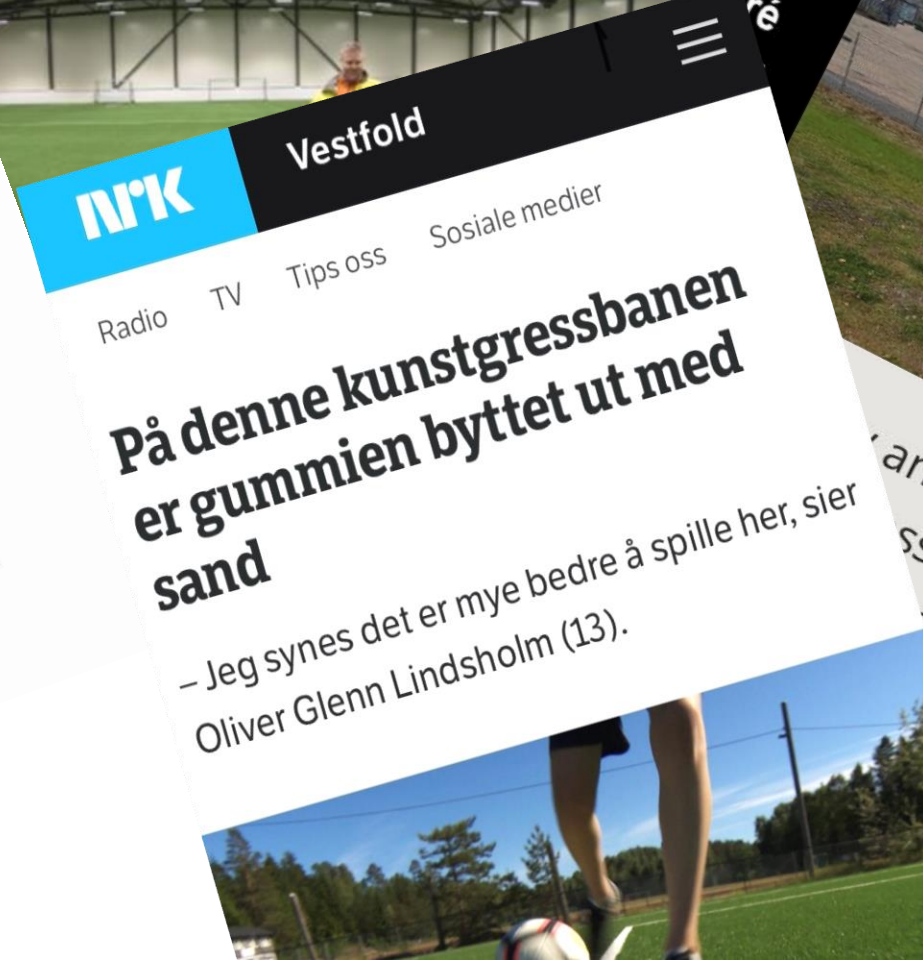 NRK
Vestfold
Radio TV Tips oss Sosiale medier
På denne kunstgressbanen
er gummien byttet ut med
sand
– Jeg synes det er mye bedre å spille her, sier
Oliver Glenn Lindsholm (13).